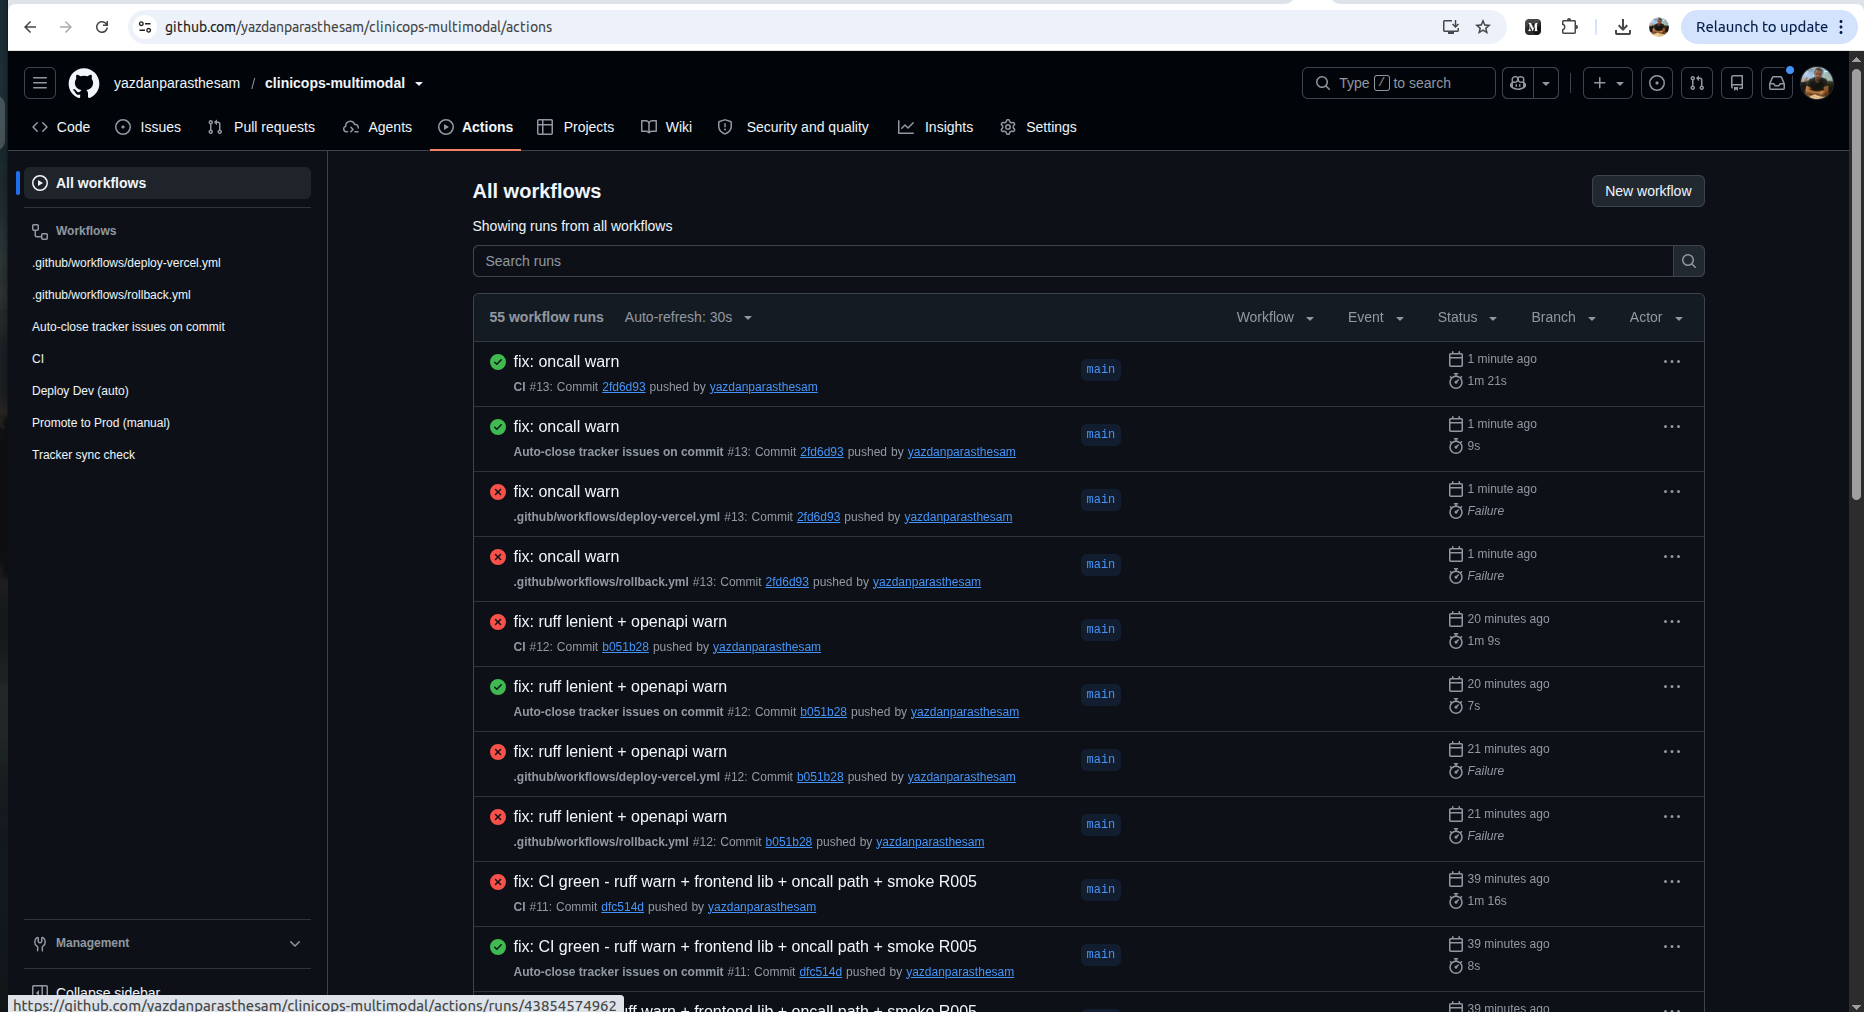 github.com/yazdanparasthesam/clinicops-multimodal/actions
M
Relaunch to update
yazdanparasthesam / clinicops-multimodal
Type / to search
Code
Issues
Pull requests
Agents
Actions
Projects
Wiki
Security and quality
Insights
Settings
All workflows
Workflows
.github/workflows/deploy-vercel.yml
.github/workflows/rollback.yml
Auto-close tracker issues on commit
CI
Deploy Dev (auto)
Promote to Prod (manual)
Tracker sync check
Management
Collapse sidebar
https://github.com/yazdanparasthesam/clinicops-multimodal/actions/runs/43854574962
All workflows
New workflow
Showing runs from all workflows
Search runs
55 workflow runs Auto-refresh: 30s Workflow Event Status Branch Actor
fix: oncall warn
CI #13: Commit 2fd6d93 pushed by yazdanparasthesam
main
1 minute ago
1m 21s
fix: oncall warn
Auto-close tracker issues on commit #13: Commit 2fd6d93 pushed by yazdanparasthesam
main
1 minute ago
9s
fix: oncall warn
.github/workflows/deploy-vercel.yml #13: Commit 2fd6d93 pushed by yazdanparasthesam
main
1 minute ago
Failure
fix: oncall warn
.github/workflows/rollback.yml #13: Commit 2fd6d93 pushed by yazdanparasthesam
main
1 minute ago
Failure
fix: ruff lenient + openapi warn
CI #12: Commit b051b28 pushed by yazdanparasthesam
main
20 minutes ago
1m 9s
fix: ruff lenient + openapi warn
Auto-close tracker issues on commit #12: Commit b051b28 pushed by yazdanparasthesam
main
20 minutes ago
7s
fix: ruff lenient + openapi warn
.github/workflows/deploy-vercel.yml #12: Commit b051b28 pushed by yazdanparasthesam
main
21 minutes ago
Failure
fix: ruff lenient + openapi warn
.github/workflows/rollback.yml #12: Commit b051b28 pushed by yazdanparasthesam
main
21 minutes ago
Failure
fix: CI green - ruff warn + frontend lib + oncall path + smoke R005
CI #11: Commit dfc514d pushed by yazdanparasthesam
main
39 minutes ago
1m 16s
fix: CI green - ruff warn + frontend lib + oncall path + smoke R005
Auto-close tracker issues on commit #11: Commit dfc514d pushed by yazdanparasthesam
main
39 minutes ago
8s
uff warn + frontend lib + oncall path + smoke R005
39 minutes ago